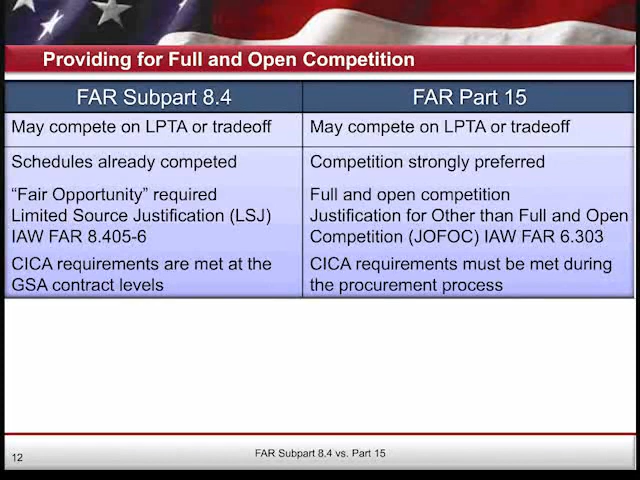 Providing for Full and Open Competition
FAR Subpart 8.4
FAR Part 15
May compete on LPTA or tradeoff
May compete on LPTA or tradeoff
Schedules already competed
Competition strongly preferred
“Fair Opportunity” required
Limited Source Justification (LSJ)
IAW FAR 8.405-6
Full and open competition
Justification for Other than Full and Open
Competition (JOFOC) IAW FAR 6.303
CICA requirements are met at the
GSA contract levels
CICA requirements must be met during
the procurement process
12
FAR Subpart 8.4 vs. Part 15